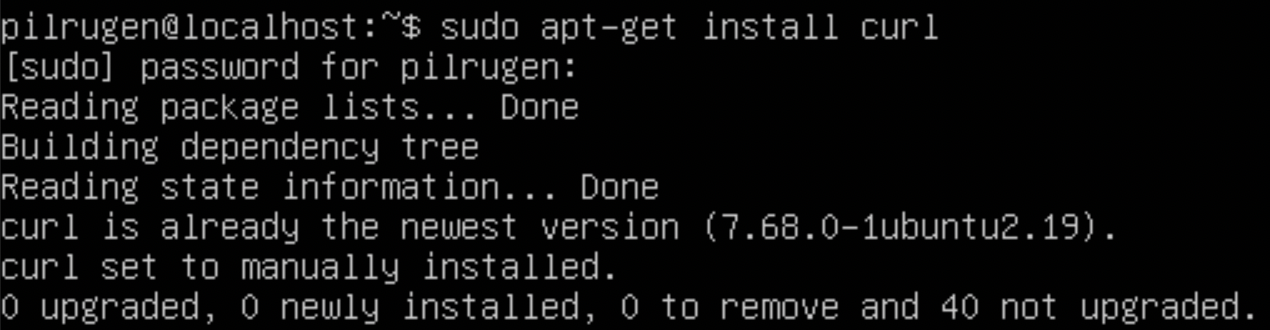 pilrugen@localhost:~$ sudo apt-get install curl
[sudo] password for pilrugen:
Reading package lists... Done
Building dependency tree
Reading state information... Done
curl is already the newest version (7.68.0-1ubuntu2.19).
curl set to manually installed.
0 upgraded, 0 newly installed, 0 to remove and 40 not upgraded.